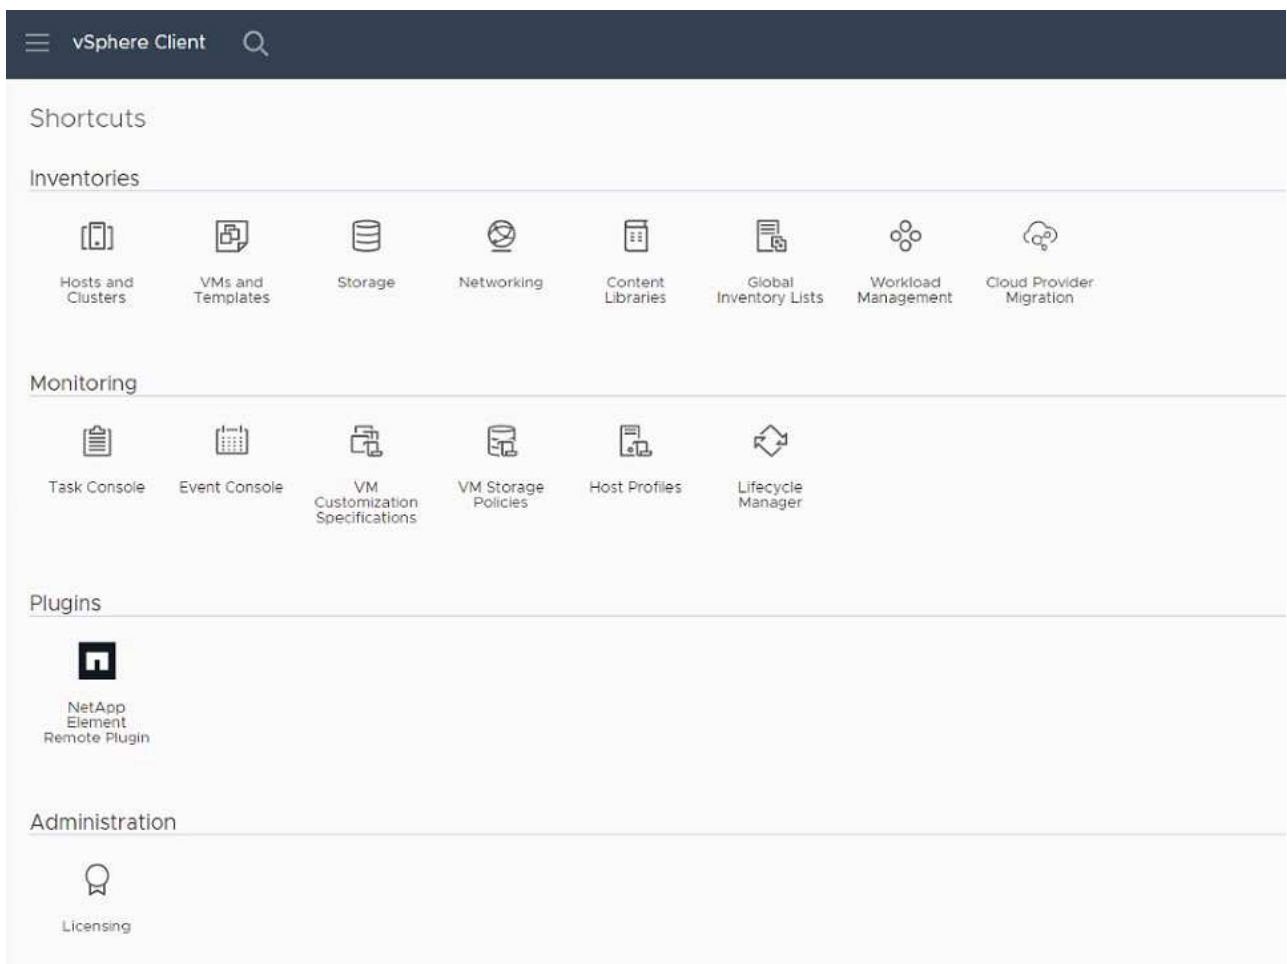 vSphere Client
Shortcuts
Inventories
Hosts and Clusters
VMs and Templates
Storage
Networking
Content Libraries
Global Inventory Lists
Workload Management
Cloud Provider Migration
Monitoring
Task Console
Event Console
VM Customization Specifications
VM Storage Policies
Host Profiles
Lifecycle Manager
Plugins
NetApp Element Remote Plugin
Administration
Licensing